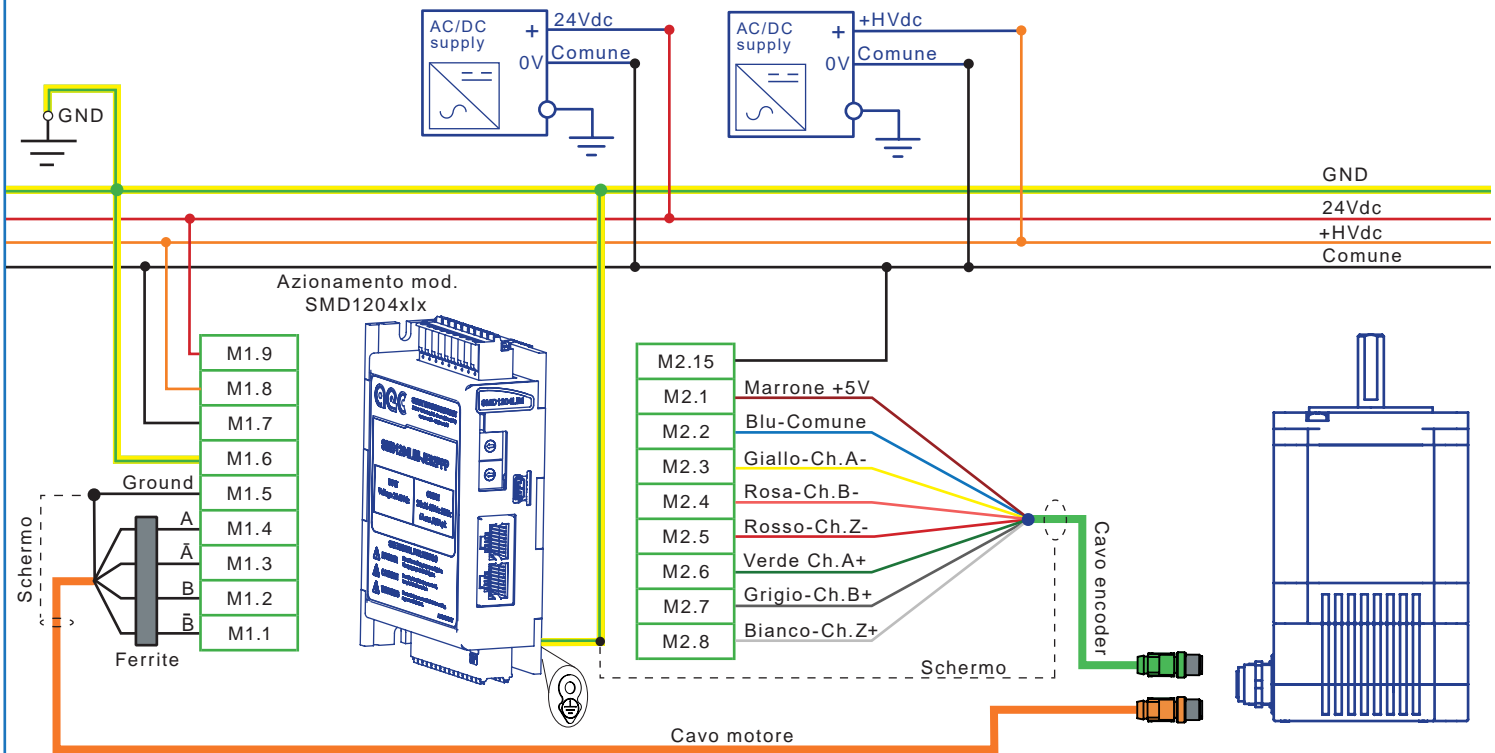 AC/DC
supply
+
24Vdc
0V
Comune
AC/DC
supply
+
+HVdc
0V
Comune
GND
GND
24Vdc
+HVdc
Comune
Azionamento mod.
SMD1204xIx
M1.9
M1.8
M1.7
M1.6
Ground
M1.5
A
M1.4
Ā
M1.3
B
M1.2
B̄
M1.1
Schermo
Ferrite
aec
M2.15
M2.1
Marrone +5V
M2.2
Blu-Comune
M2.3
Giallo-Ch.A-
M2.4
Rosa-Ch.B-
M2.5
Rosso-Ch.Z-
M2.6
Verde Ch.A+
M2.7
Grigio-Ch.B+
M2.8
Bianco-Ch.Z+
Cavo encoder
Schermo
Cavo motore